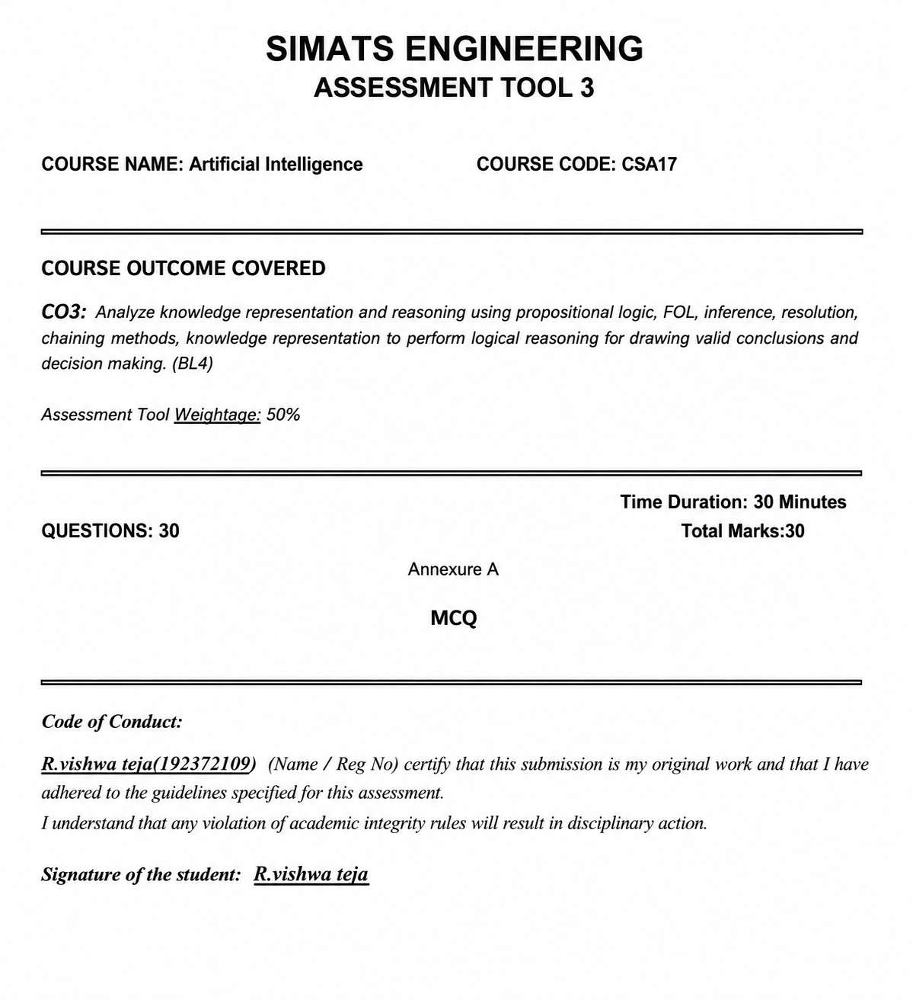 SIMATS ENGINEERING
ASSESSMENT TOOL 3
COURSE NAME: Artificial Intelligence COURSE CODE: CSA17
COURSE OUTCOME COVERED
CO3: Analyze knowledge representation and reasoning using propositional logic, FOL, inference, resolution,
chaining methods, knowledge representation to perform logical reasoning for drawing valid conclusions and
decision making. (BL4)
Assessment Tool Weightage: 50%
Time Duration: 30 Minutes
QUESTIONS: 30 Total Marks:30
Annexure A
MCQ
Code of Conduct:
R.vishwa teja(192372109) (Name / Reg No) certify that this submission is my original work and that I have
adhered to the guidelines specified for this assessment.
I understand that any violation of academic integrity rules will result in disciplinary action.
Signature of the student: R.vishwa teja